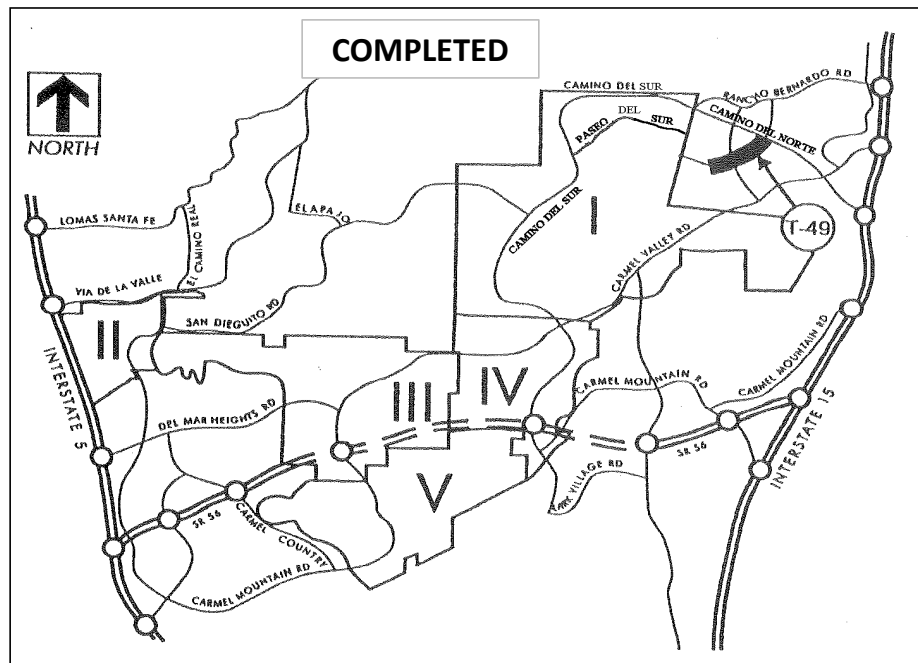 COMPLETED
NORTH
CAMINO DEL SUR
RANCHO BERNARDO RD
PASEO DEL SUR
CAMINO DEL NORTE
LOMAS SANTA FE
EL CAMINO REAL
EL APAJO
CAMINO DEL SUR
I
T-49
CARMEL VALLEY RD
VIA DE LA VALLE
SAN DIEGUITO RD
II
INTERSTATE 5
III
IV
CARMEL MOUNTAIN RD
CARMEL MOUNTAIN RD
DEL MAR HEIGHTS RD
V
SR 56
INTERSTATE 15
PARK VILLAGE RD
SR 56
CARMEL COUNTRY
CARMEL MOUNTAIN RD